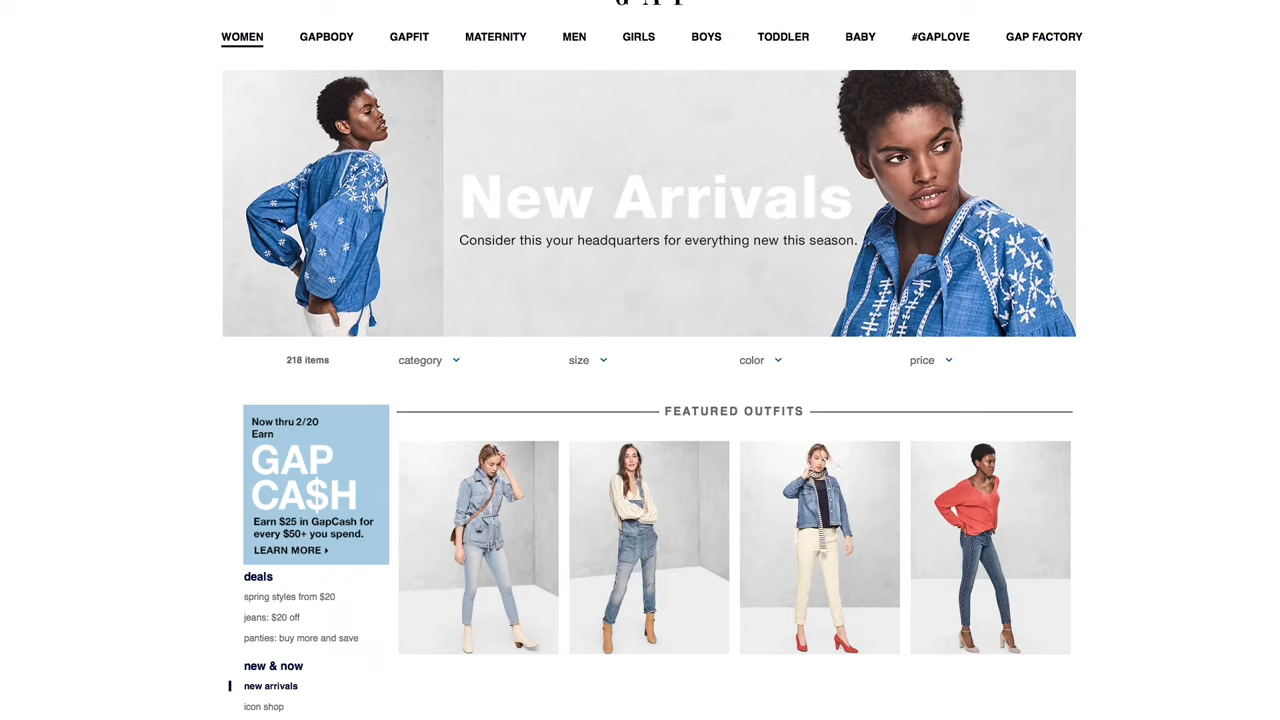 GAP
WOMEN GAPBODY GAPFIT MATERNITY MEN GIRLS BOYS TODDLER BABY #GAPLOVE GAP FACTORY
New Arrivals
Consider this your headquarters for everything new this season.
218 items category size color price
Now thru 2/20
Earn
GAP
CA$H
Earn $25 in GapCash for
every $50+ you spend.
LEARN MORE
FEATURED OUTFITS
deals
spring styles from $20
jeans: $20 off
panties: buy more and save
new & now
new arrivals
icon shop